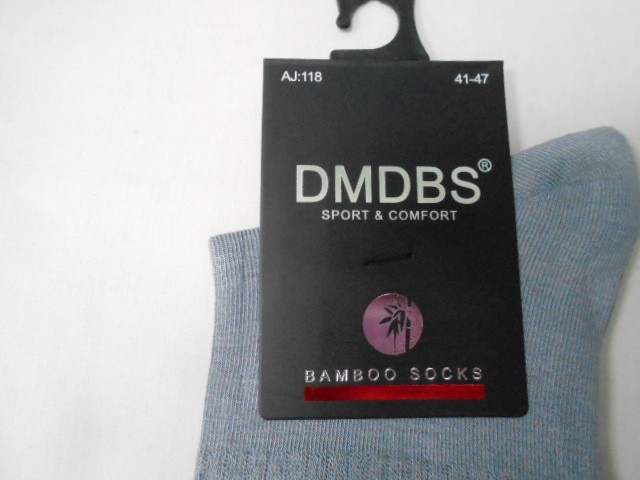 AJ:118 41-47
DMDBS®
SPORT & COMFORT
BAMBOO SOCKS